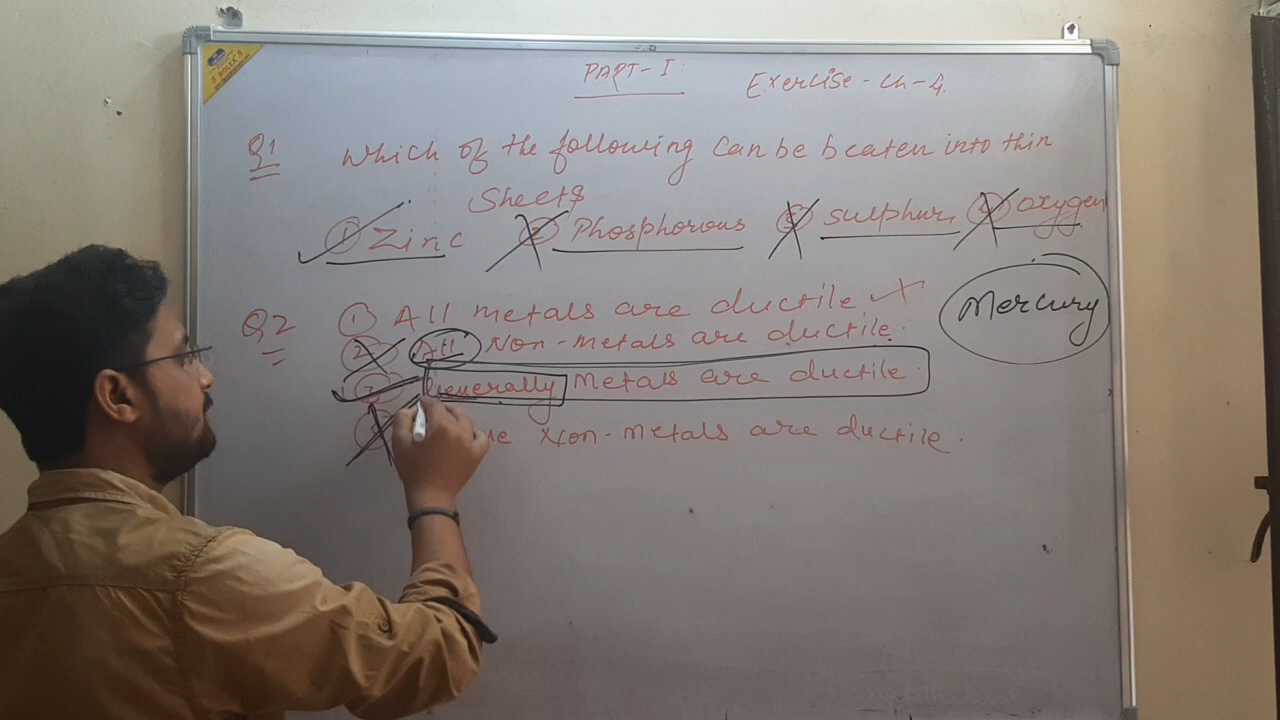 PART-I:
Exercise-Ch-4.
Q1 Which of the following can be beaten into thin
Sheets
① Zinc ② Phosphorous ③ sulphur ④ oxygen
Mercury
Q2 ① All metals are ductile
② All Non-metals are ductile.
③ Generally Metals are ductile.
Non-metals are ductile.